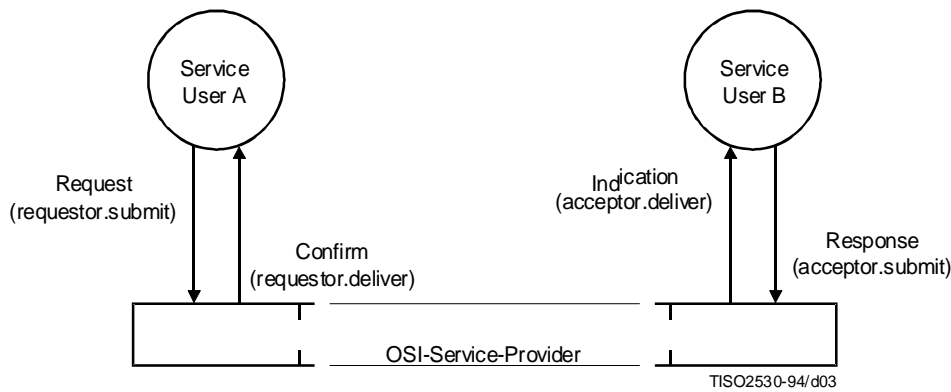 Service
User A
Service
User B
Request
(requestor.submit)
Indication
(acceptor.deliver)
Confirm
(requestor.deliver)
Response
(acceptor.submit)
OSI-Service-Provider
TISO2530-94/d03